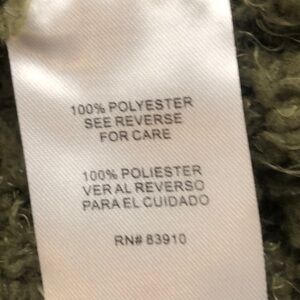 100% POLYESTER
SEE REVERSE
FOR CARE
100% POLIESTER
VER AL REVERSO
PARA EL CUIDADO
RN# 83910